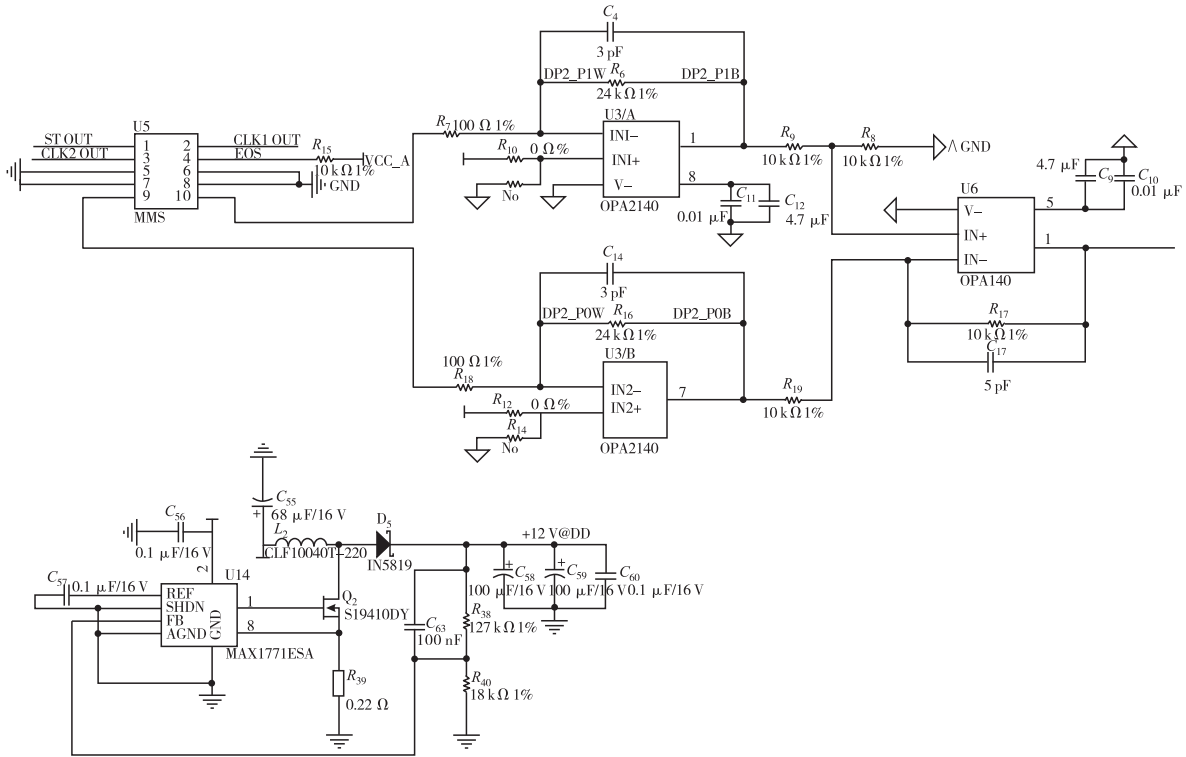 C4
3 pF
DP2_P1W R6 DP2_P1B
24 kΩ 1%
U3/A
R7 100 Ω 1%
INI−
INI+
V−
1
8
OPA2140
R10 0 Ω %
No
R9
10 kΩ 1%
R8
10 kΩ 1%
GND
C11
0.01 μF
C12
4.7 μF
U5
ST OUT
CLK2 OUT
1 2
3 4
5 6
7 8
9 10
MMS
CLK1 OUT
EOS
R15
10 kΩ 1%
VCC_A
GND
4.7 μF
C9 C10
0.01 μF
U6
V−
IN+
IN−
5
1
OPA140
R17
10 kΩ 1%
C17
5 pF
C14
3 pF
DP2_P0W R16 DP2_P0B
24 kΩ 1%
U3/B
100 Ω 1%
R18
IN2−
IN2+
7
OPA2140
R12 0 Ω %
R14
No
R19
10 kΩ 1%
C55
+
68 μF/16 V
L2
CLF10040T−220
D5
IN5819
+12 V@DD
C56
0.1 μF/16 V
2
U14
C57 0.1 μF/16 V
REF
SHDN
FB
AGND
GND
1
8
MAX1771ESA
Q2
S19410DY
R39
0.22 Ω
C63
100 nF
R38
127 kΩ 1%
R40
18 kΩ 1%
+
C58
100 μF/16 V
+
C59
100 μF/16 V
C60
0.1 μF/16 V